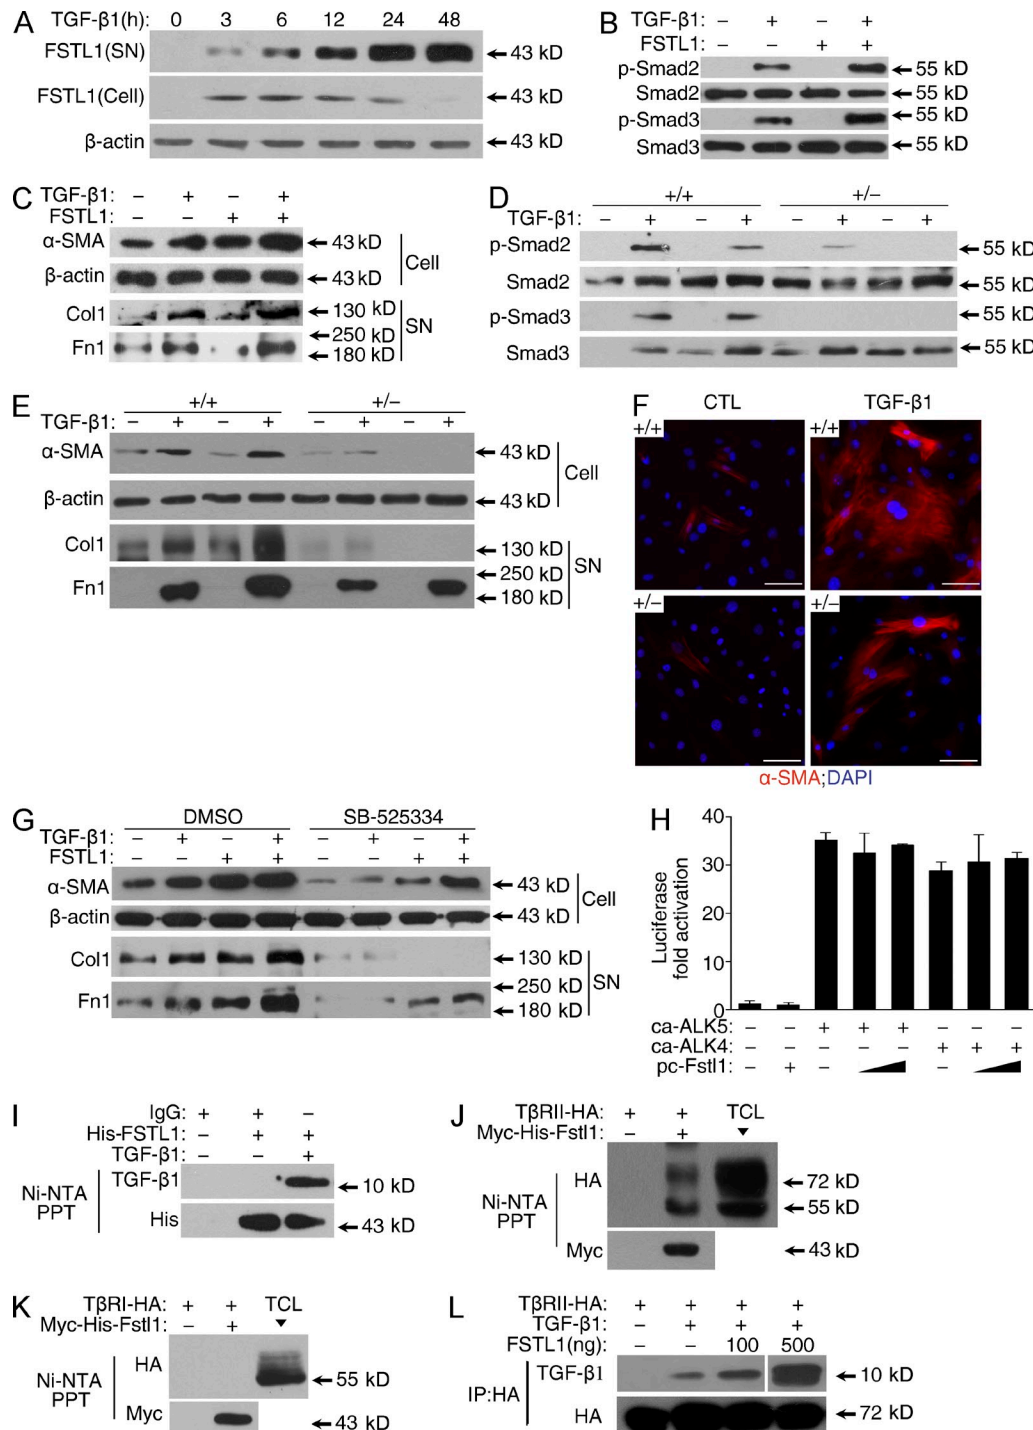 A
TGF-β1(h): 0 3 6 12 24 48
FSTL1(SN) 43 kD
FSTL1(Cell) 43 kD
β-actin 43 kD
B
TGF-β1: – + – +
FSTL1: – – + +
p-Smad2 55 kD
Smad2 55 kD
p-Smad3 55 kD
Smad3 55 kD
C
TGF-β1: – + – +
FSTL1: – – + +
α-SMA 43 kD
β-actin 43 kD
Cell
Col1 130 kD
Fn1 250 kD
180 kD
SN
D
+/+ +/–
TGF-β1: – + – + – + – +
p-Smad2 55 kD
Smad2 55 kD
p-Smad3 55 kD
Smad3 55 kD
E
+/+ +/–
TGF-β1: – + – + – + – +
α-SMA 43 kD
β-actin 43 kD
Cell
Col1 130 kD
Fn1 250 kD
180 kD
SN
F
CTL TGF-β1
+/+ +/+
+/– +/–
α-SMA;DAPI
G
DMSO SB-525334
TGF-β1: – + – + – + – +
FSTL1: – – + + – – + +
α-SMA 43 kD
β-actin 43 kD
Cell
Col1 130 kD
Fn1 250 kD
180 kD
SN
H
Luciferase
fold activation
40
30
20
10
0
ca-ALK5: – – + + + – – –
ca-ALK4: – – – – – + + +
pc-Fstl1: – + – –
I
IgG: + + –
His-FSTL1: – + +
TGF-β1: – – +
Ni-NTA
PPT
TGF-β1 10 kD
His 43 kD
J
TβRII-HA: + + TCL
Myc-His-Fstl1: – +
Ni-NTA
PPT
HA 72 kD
55 kD
Myc 43 kD
K
TβRI-HA: + + TCL
Myc-His-Fstl1: – +
Ni-NTA
PPT
HA 55 kD
Myc 43 kD
L
TβRII-HA: + + + +
TGF-β1: – + + +
FSTL1(ng) – – 100 500
IP:HA
TGF-β1 10 kD
HA 72 kD